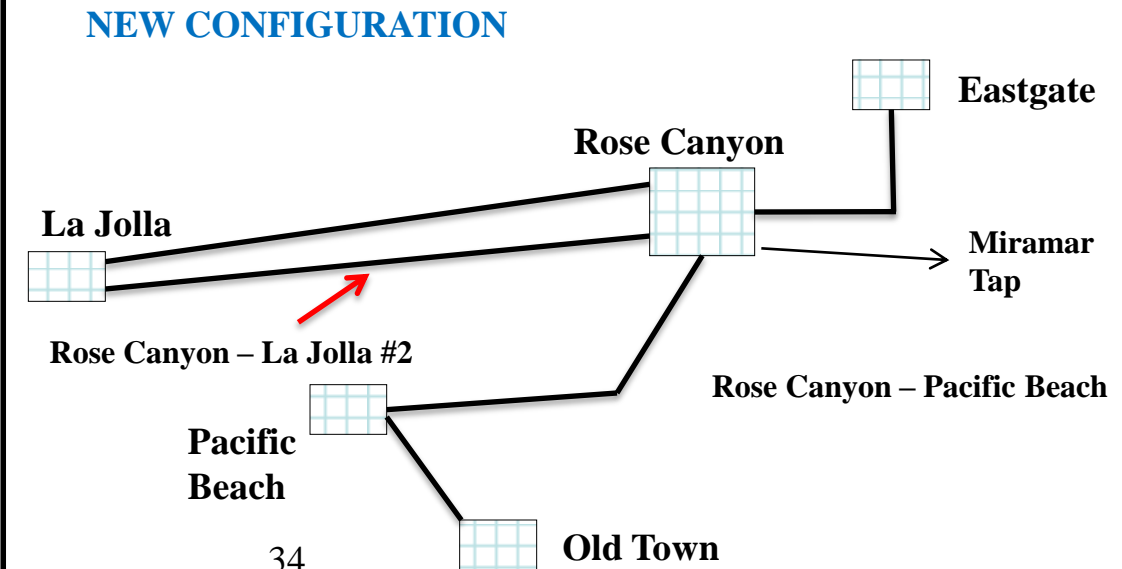 NEW CONFIGURATION
Eastgate
Rose Canyon
La Jolla
Miramar
Tap
Rose Canyon – La Jolla #2
Rose Canyon – Pacific Beach
Pacific
Beach
Old Town
34